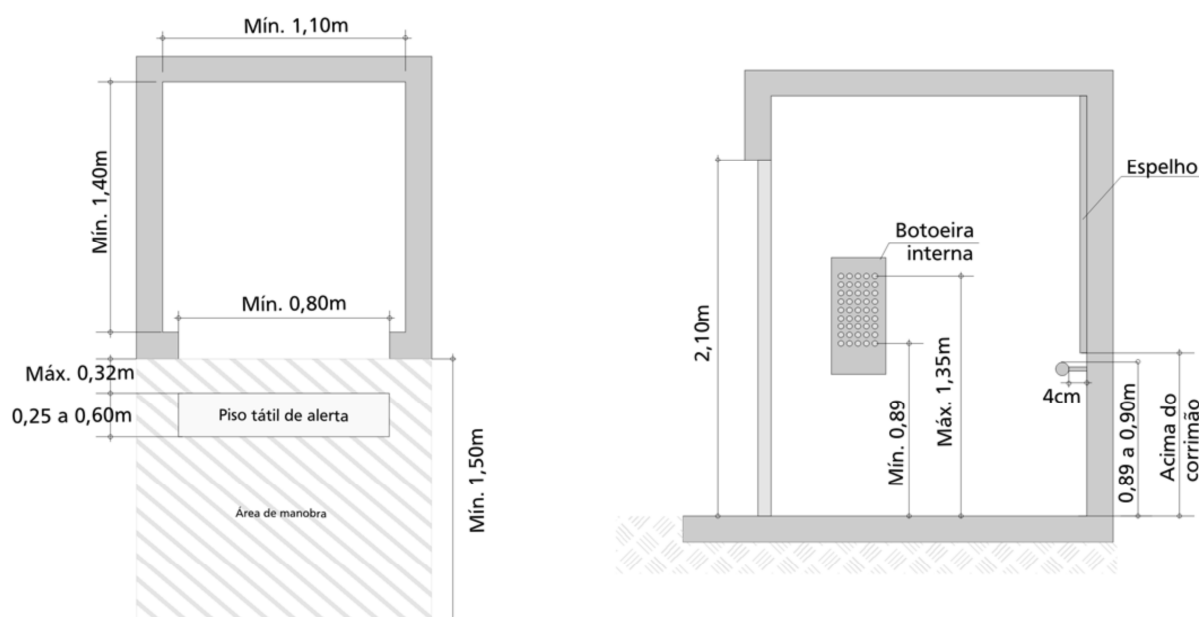 Mín. 1,10m
Mín. 1,40m
Mín. 0,80m
Máx. 0,32m
0,25 a 0,60m
Piso tátil de alerta
Área de manobra
Mín. 1,50m
Espelho
Botoeira
interna
2,10m
Mín. 0,89
Máx. 1,35m
4cm
0,89 a 0,90m
Acima do
corrimão